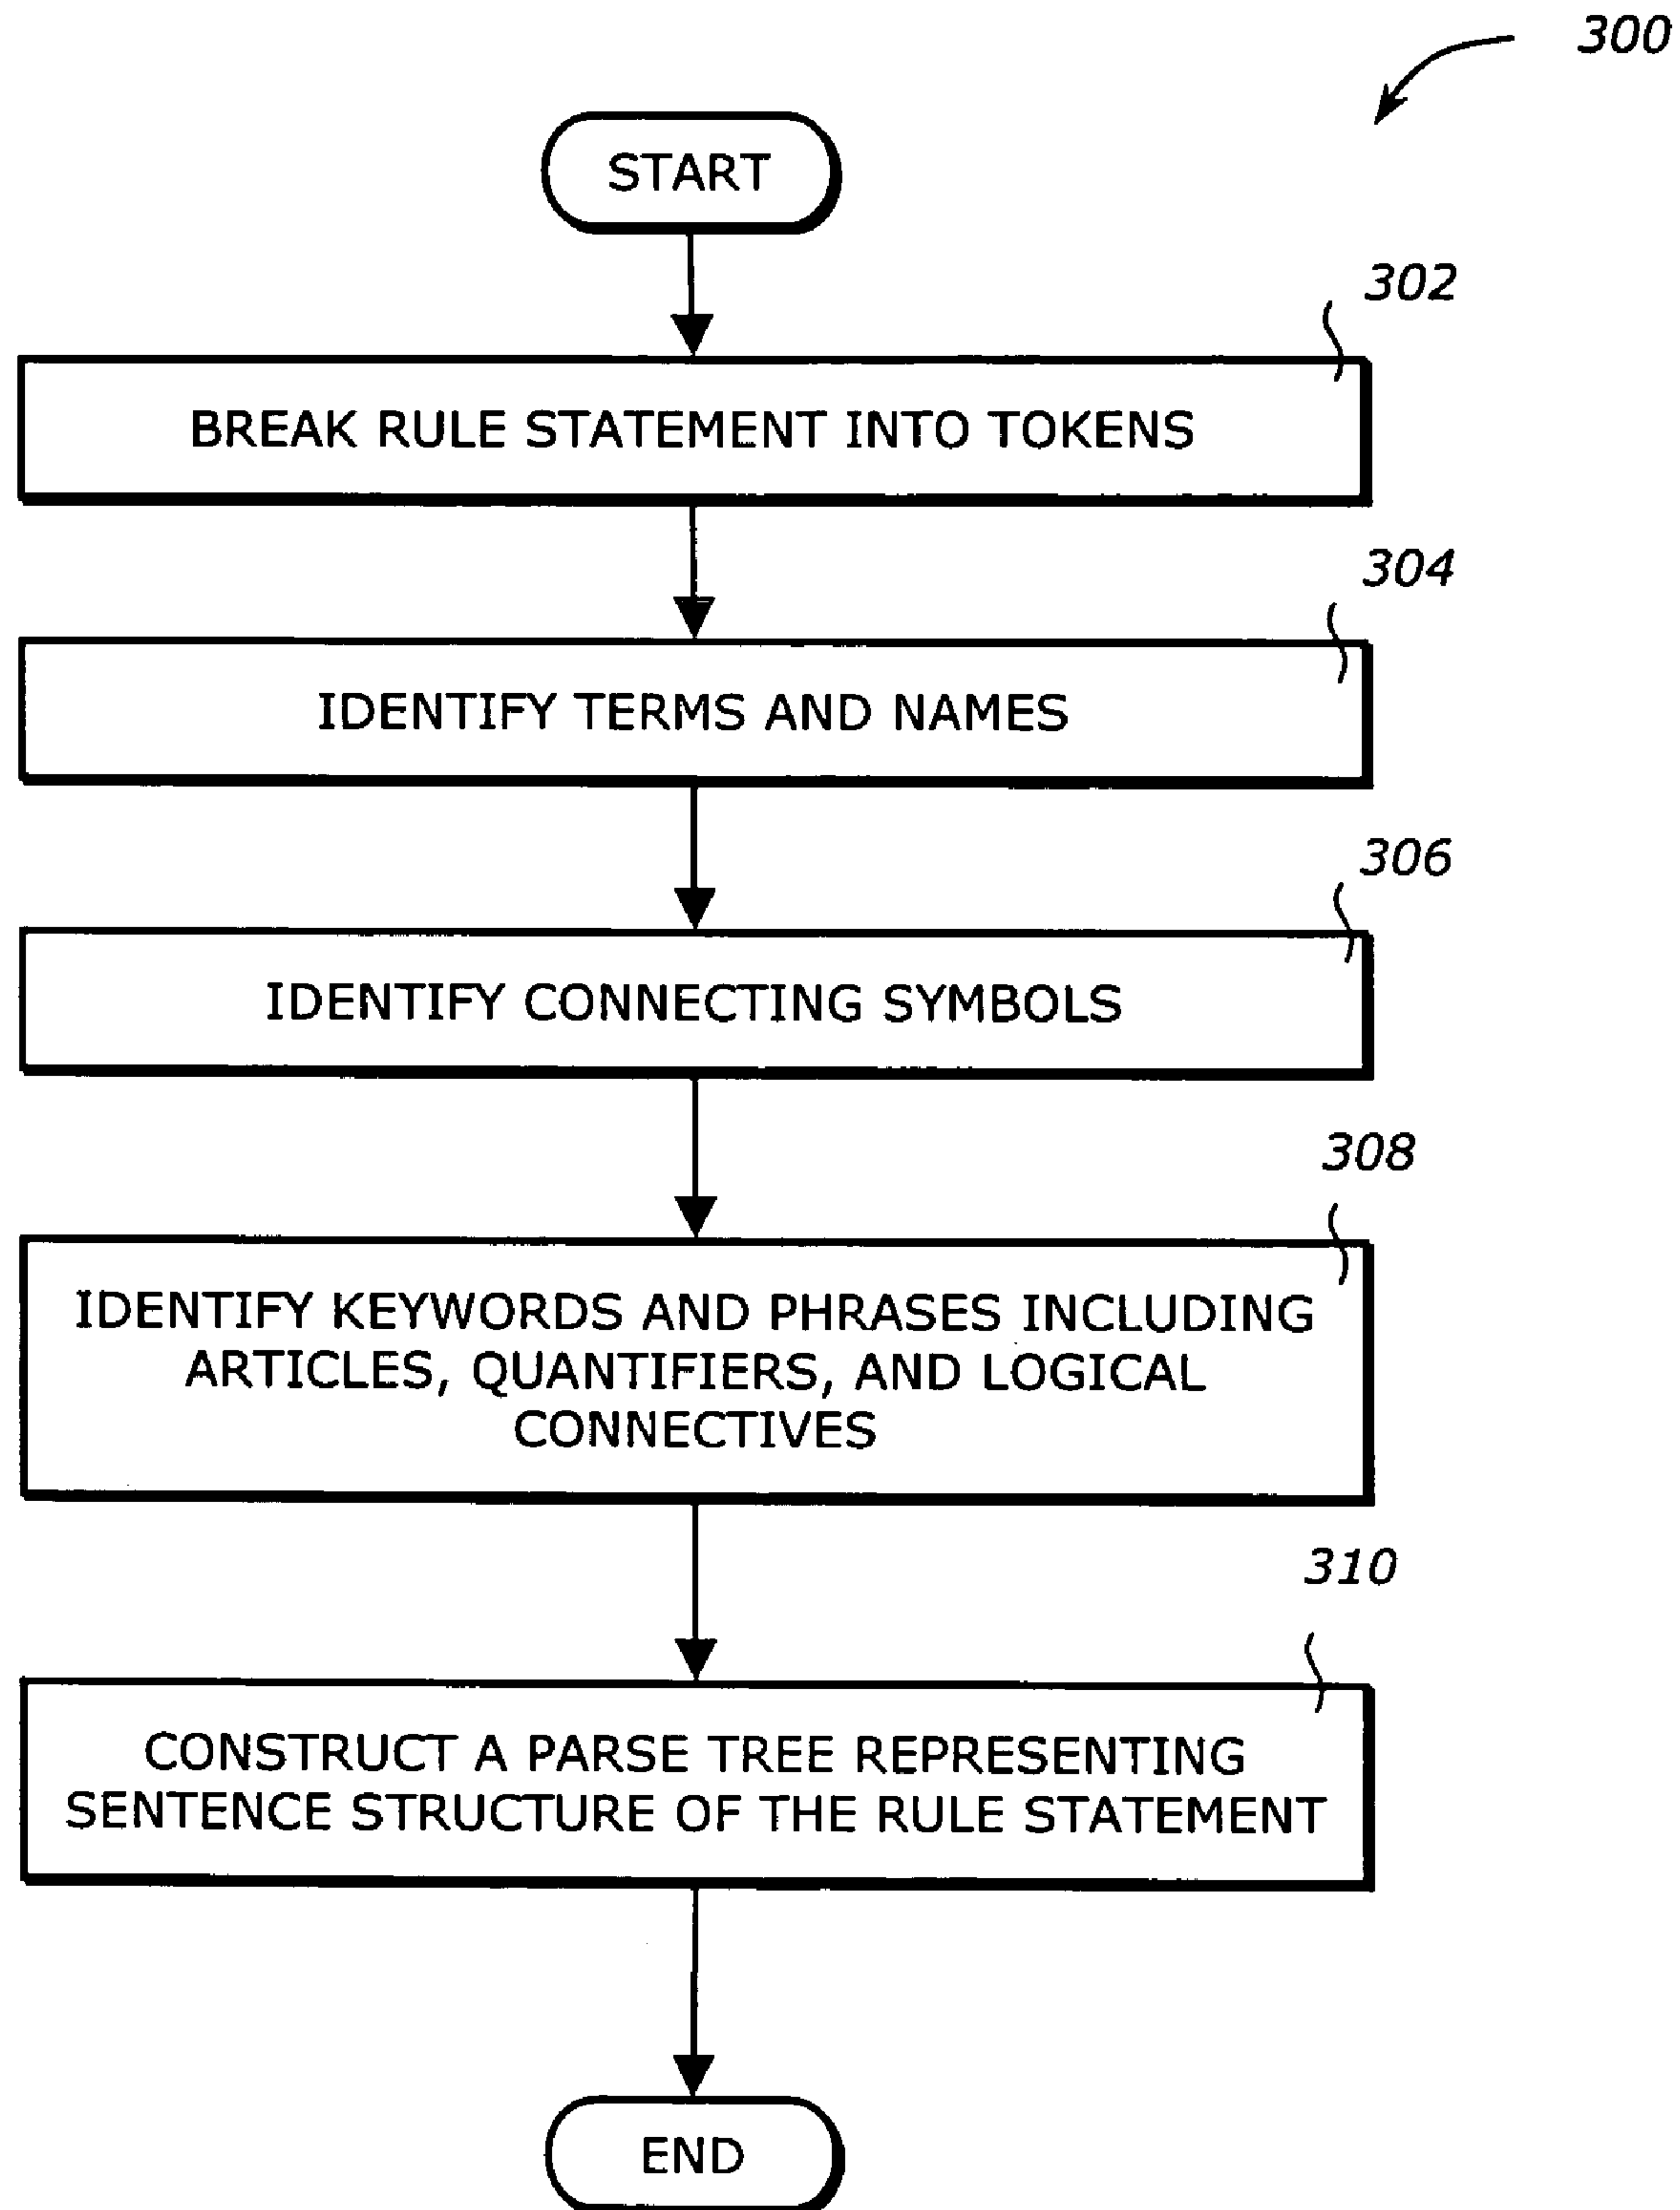 300
START
302
BREAK RULE STATEMENT INTO TOKENS
304
IDENTIFY TERMS AND NAMES
306
IDENTIFY CONNECTING SYMBOLS
308
IDENTIFY KEYWORDS AND PHRASES INCLUDING
ARTICLES, QUANTIFIERS, AND LOGICAL
CONNECTIVES
310
CONSTRUCT A PARSE TREE REPRESENTING
SENTENCE STRUCTURE OF THE RULE STATEMENT
END